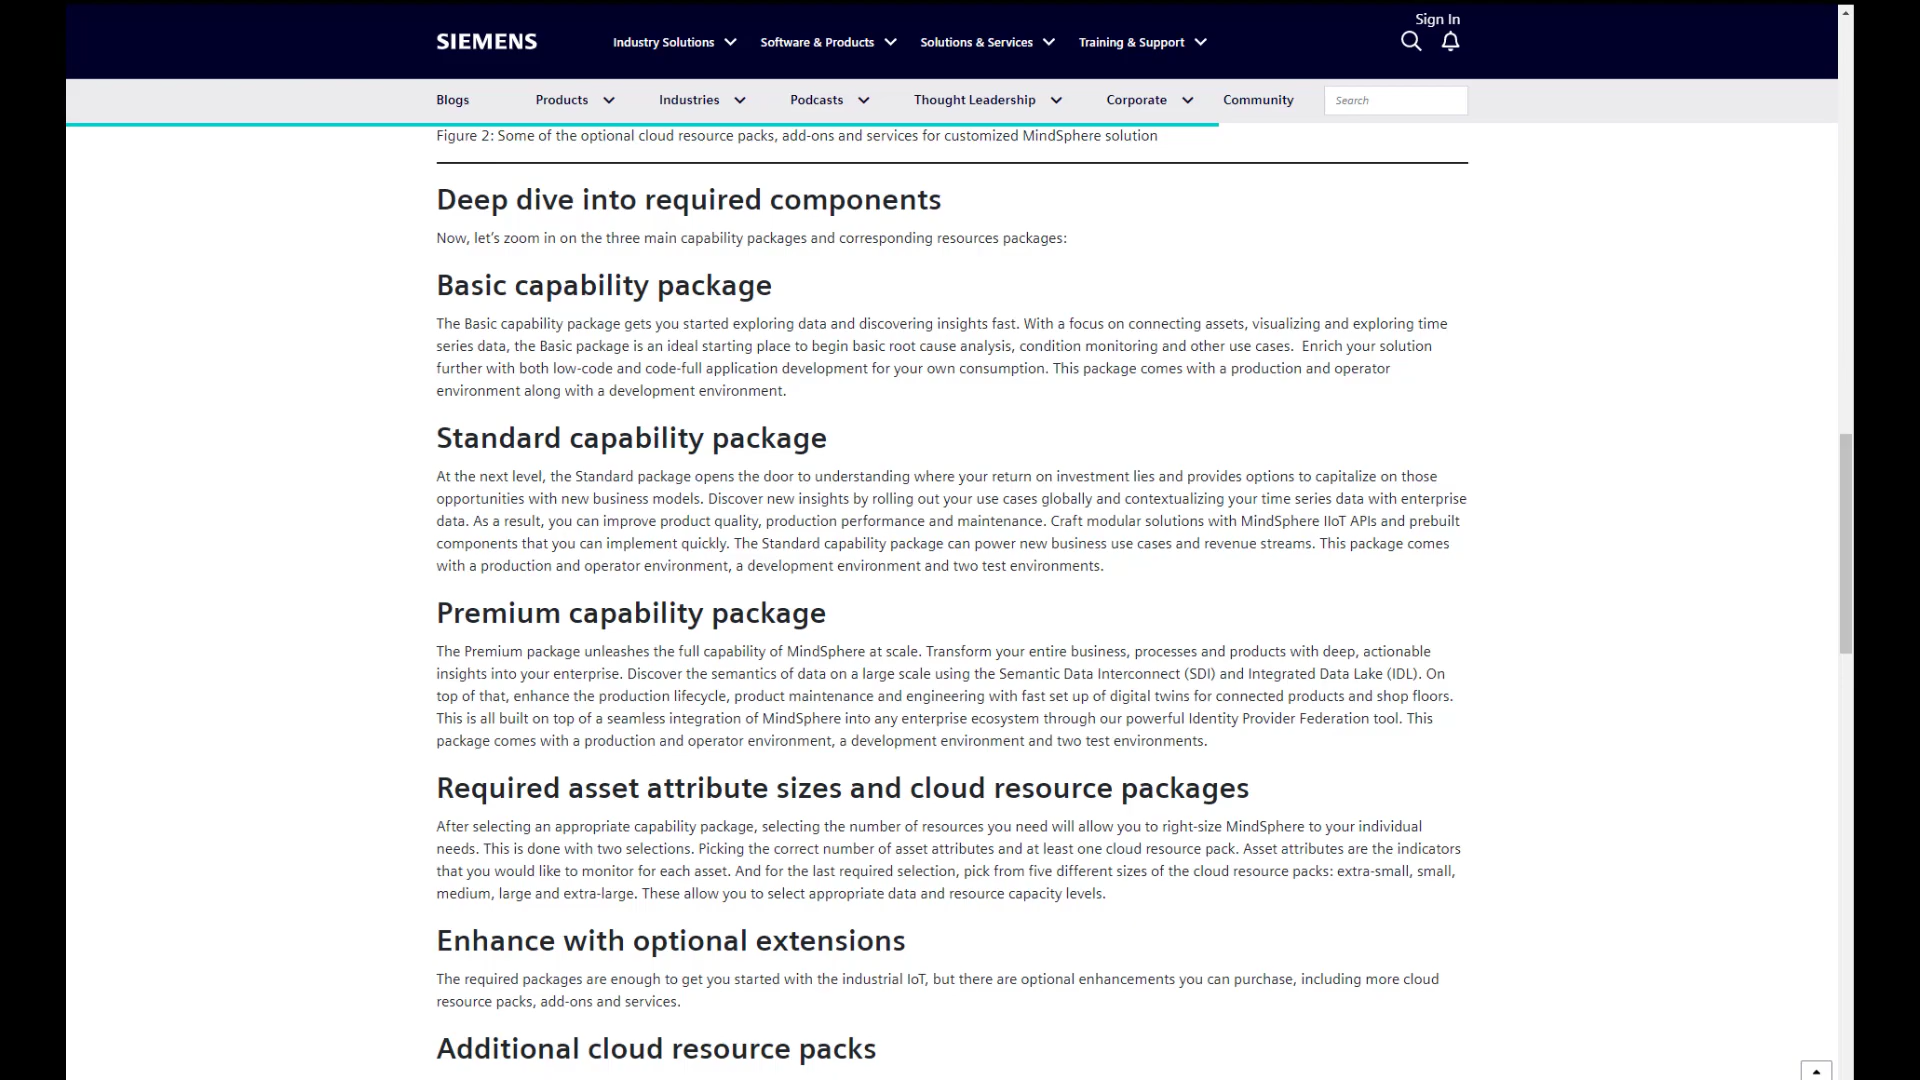 Sign In
SIEMENS
Industry Solutions
Software & Products
Solutions & Services
Training & Support
Blogs
Products
Industries
Podcasts
Thought Leadership
Corporate
Community
Search
Figure 2: Some of the optional cloud resource packs, add-ons and services for customized MindSphere solution
Deep dive into required components
Now, let’s zoom in on the three main capability packages and corresponding resources packages:
Basic capability package
The Basic capability package gets you started exploring data and discovering insights fast. With a focus on connecting assets, visualizing and exploring time
series data, the Basic package is an ideal starting place to begin basic root cause analysis, condition monitoring and other use cases.  Enrich your solution
further with both low-code and code-full application development for your own consumption. This package comes with a production and operator
environment along with a development environment.
Standard capability package
At the next level, the Standard package opens the door to understanding where your return on investment lies and provides options to capitalize on those
opportunities with new business models. Discover new insights by rolling out your use cases globally and contextualizing your time series data with enterprise
data. As a result, you can improve product quality, production performance and maintenance. Craft modular solutions with MindSphere IIoT APIs and prebuilt
components that you can implement quickly. The Standard capability package can power new business use cases and revenue streams. This package comes
with a production and operator environment, a development environment and two test environments.
Premium capability package
The Premium package unleashes the full capability of MindSphere at scale. Transform your entire business, processes and products with deep, actionable
insights into your enterprise. Discover the semantics of data on a large scale using the Semantic Data Interconnect (SDI) and Integrated Data Lake (IDL). On
top of that, enhance the production lifecycle, product maintenance and engineering with fast set up of digital twins for connected products and shop floors.
This is all built on top of a seamless integration of MindSphere into any enterprise ecosystem through our powerful Identity Provider Federation tool. This
package comes with a production and operator environment, a development environment and two test environments.
Required asset attribute sizes and cloud resource packages
After selecting an appropriate capability package, selecting the number of resources you need will allow you to right-size MindSphere to your individual
needs. This is done with two selections. Picking the correct number of asset attributes and at least one cloud resource pack. Asset attributes are the indicators
that you would like to monitor for each asset. And for the last required selection, pick from five different sizes of the cloud resource packs: extra-small, small,
medium, large and extra-large. These allow you to select appropriate data and resource capacity levels.
Enhance with optional extensions
The required packages are enough to get you started with the industrial IoT, but there are optional enhancements you can purchase, including more cloud
resource packs, add-ons and services.
Additional cloud resource packs